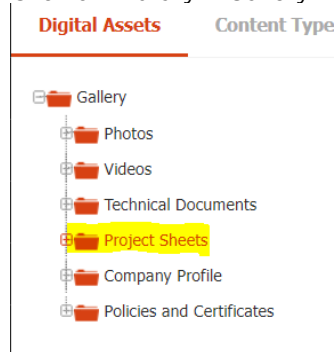 Digital Assets Content Type
Gallery
Photos
Videos
Technical Documents
Project Sheets
Company Profile
Policies and Certificates